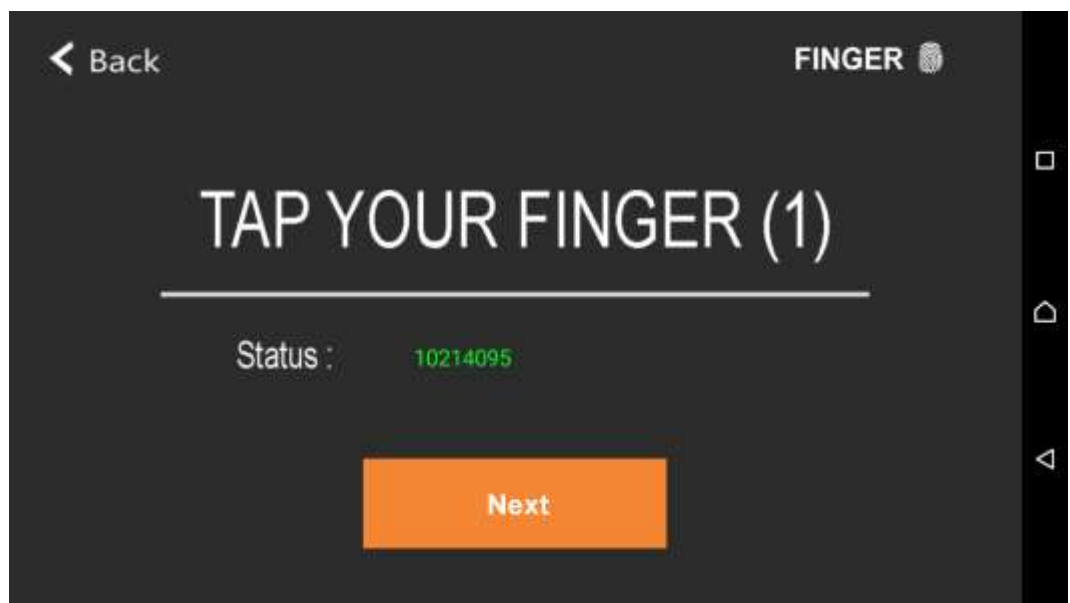 Back
FINGER
TAP YOUR FINGER (1)
Status : 10214095
Next